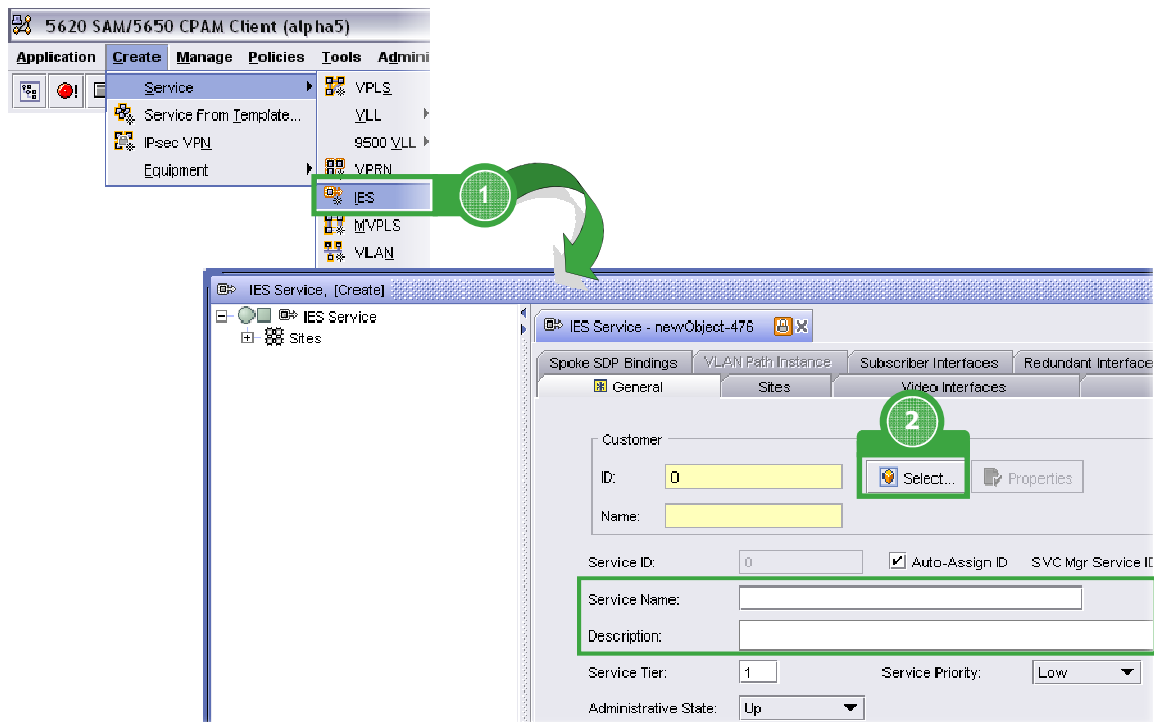 5620 SAM/5650 CPAM Client (alpha5)
Application Create Manage Policies Tools Admini
Service
Service From Template...
IPsec VPN
Equipment
VPLS
VLL
9500 VLL
VPRN
IES
MVPLS
VLAN
1
IES Service, [Create]
IES Service
Sites
IES Service - newObject-476
Spoke SDP Bindings VLAN Path Instance Subscriber Interfaces Redundant Interface
General Sites Video Interfaces
2
Customer
ID: 0 Select... Properties
Name:
Service ID: 0 Auto-Assign ID SVC Mgr Service ID
Service Name:
Description:
Service Tier: 1 Service Priority: Low
Administrative State: Up